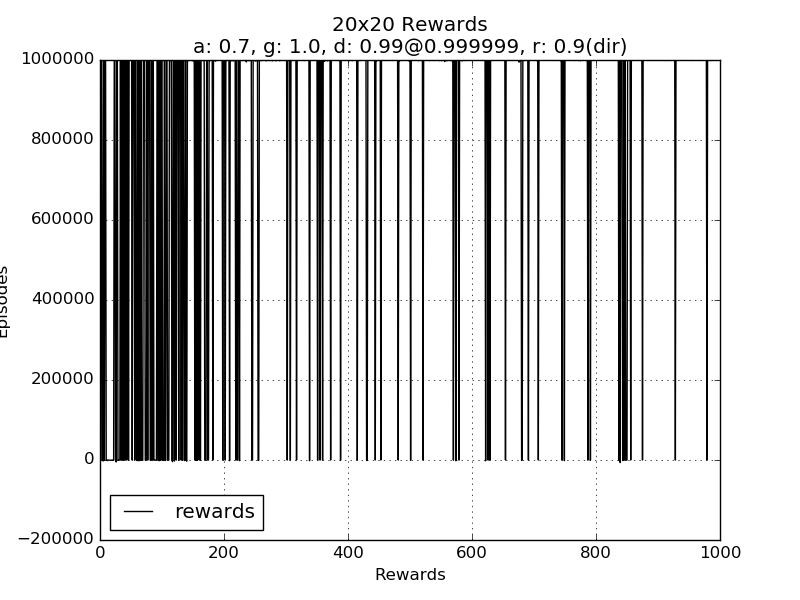 20x20 Rewards
a: 0.7, g: 1.0, d: 0.99@0.999999, r: 0.9(dir)
1000000
800000
600000
400000
200000
0
−200000
Episodes
rewards
0 200 400 600 800 1000
Rewards